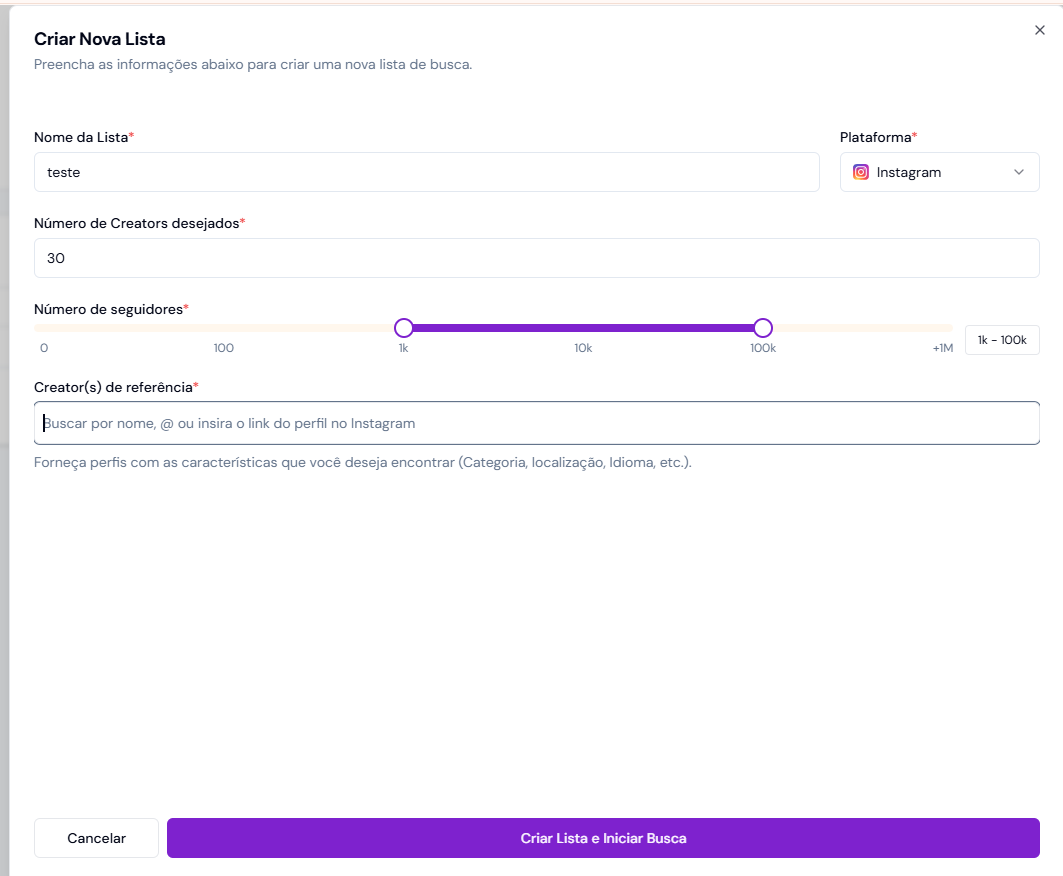 Criar Nova Lista
Preencha as informações abaixo para criar uma nova lista de busca.
Nome da Lista*
Plataforma*
teste
Instagram
Número de Creators desejados*
30
Número de seguidores*
0
100
1k
10k
100k
+1M
1k - 100k
Creator(s) de referência*
Buscar por nome, @ ou insira o link do perfil no Instagram
Forneça perfis com as características que você deseja encontrar (Categoria, localização, Idioma, etc.).
Cancelar
Criar Lista e Iniciar Busca